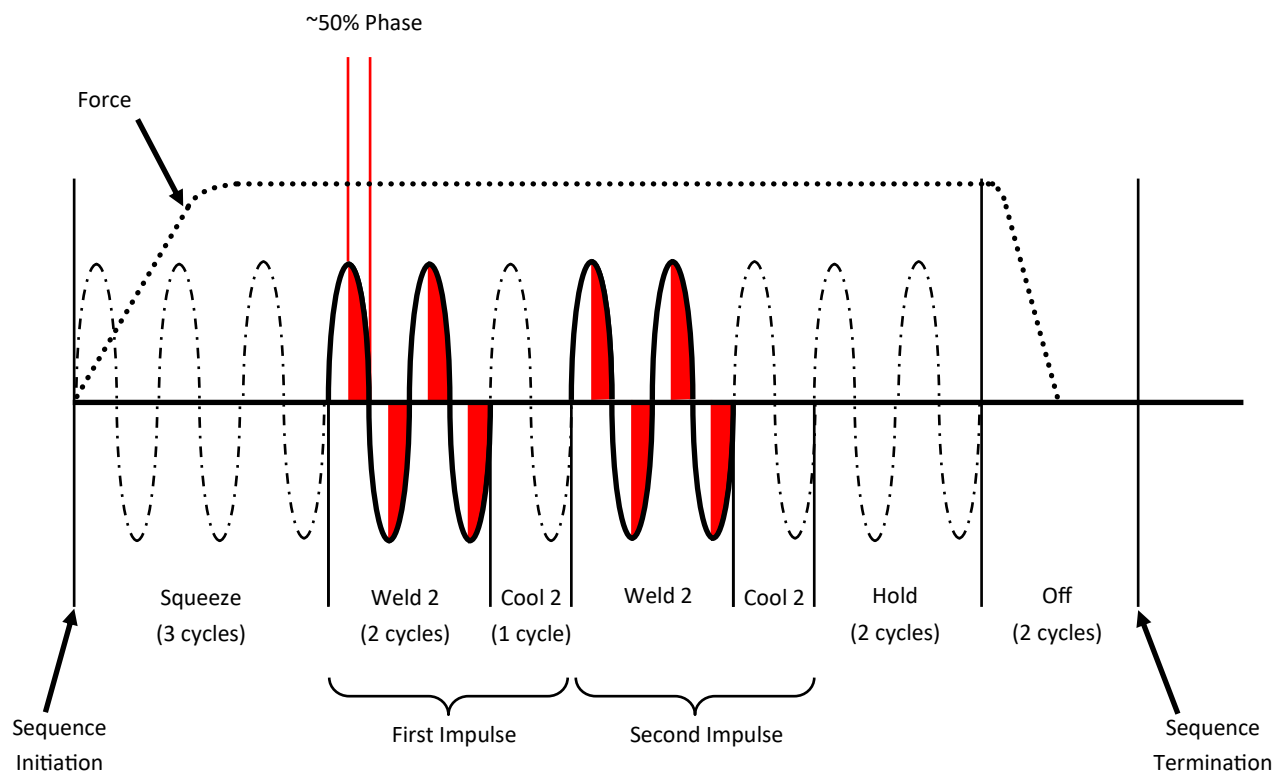 ~50% Phase
Force
Squeeze
(3 cycles)
Weld 2
(2 cycles)
Cool 2
(1 cycle)
Weld 2
Cool 2
Hold
(2 cycles)
Off
(2 cycles)
First Impulse
Second Impulse
Sequence
Initiation
Sequence
Termination